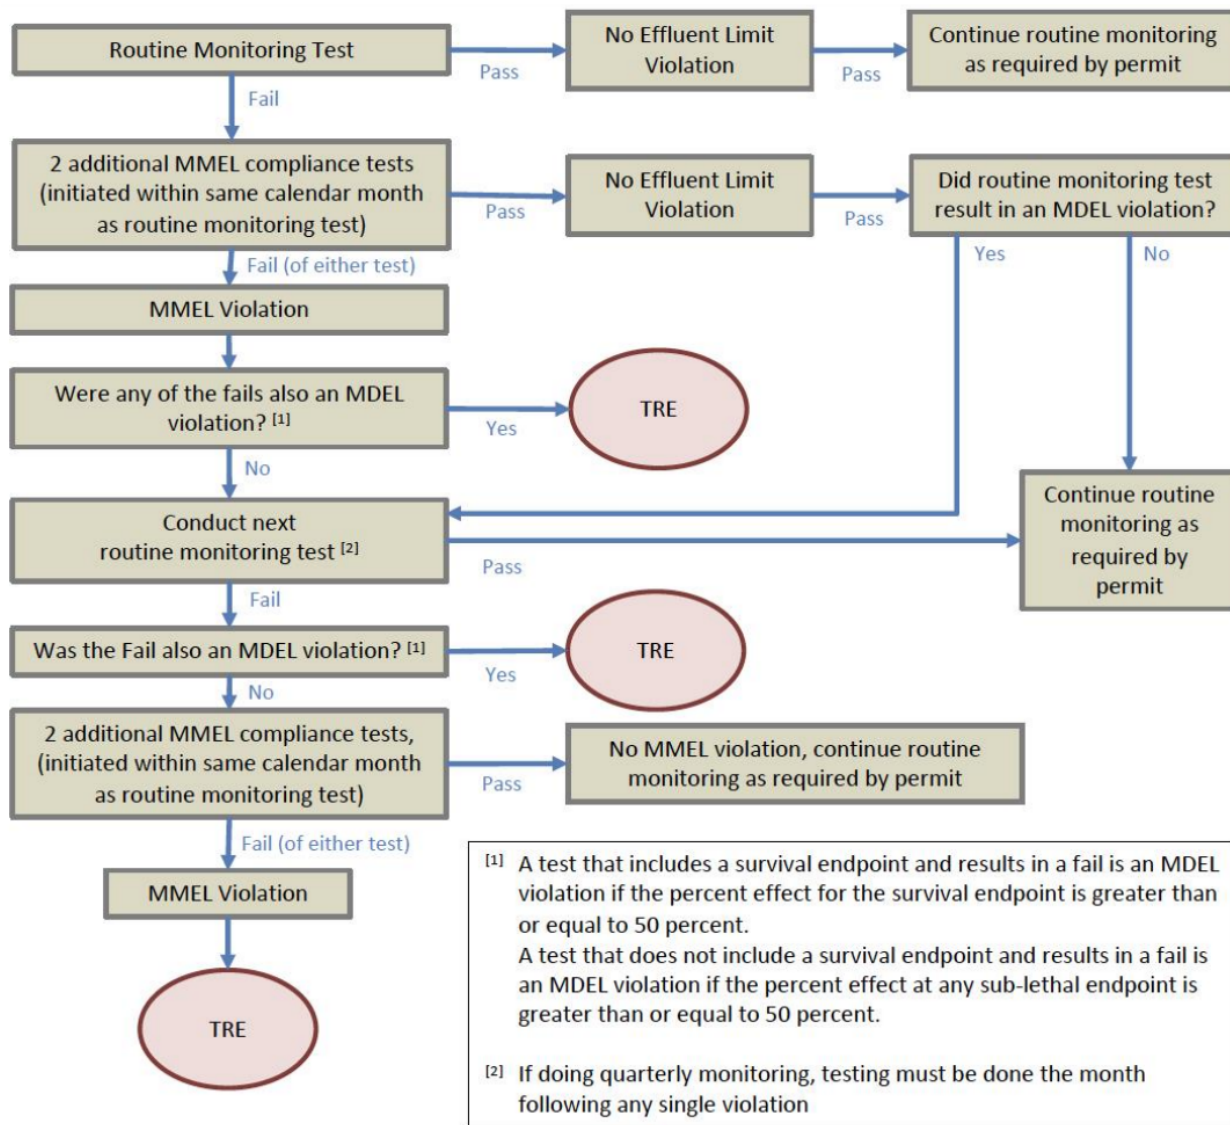 Routine Monitoring Test
Pass
No Effluent Limit
Violation
Pass
Continue routine monitoring
as required by permit
Fail
2 additional MMEL compliance tests
(initiated within same calendar month
as routine monitoring test)
Pass
No Effluent Limit
Violation
Pass
Did routine monitoring test
result in an MDEL violation?
Fail (of either test)
Yes
No
MMEL Violation
Were any of the fails also an MDEL
violation? [1]
Yes
TRE
No
Conduct next
routine monitoring test [2]
Pass
Continue routine
monitoring as
required by
permit
Fail
Was the Fail also an MDEL violation? [1]
Yes
TRE
No
2 additional MMEL compliance tests,
(initiated within same calendar month
as routine monitoring test)
Pass
No MMEL violation, continue routine
monitoring as required by permit
Fail (of either test)
MMEL Violation
TRE
[1] A test that includes a survival endpoint and results in a fail is an MDEL
violation if the percent effect for the survival endpoint is greater than
or equal to 50 percent.
A test that does not include a survival endpoint and results in a fail is
an MDEL violation if the percent effect at any sub-lethal endpoint is
greater than or equal to 50 percent.
[2] If doing quarterly monitoring, testing must be done the month
following any single violation